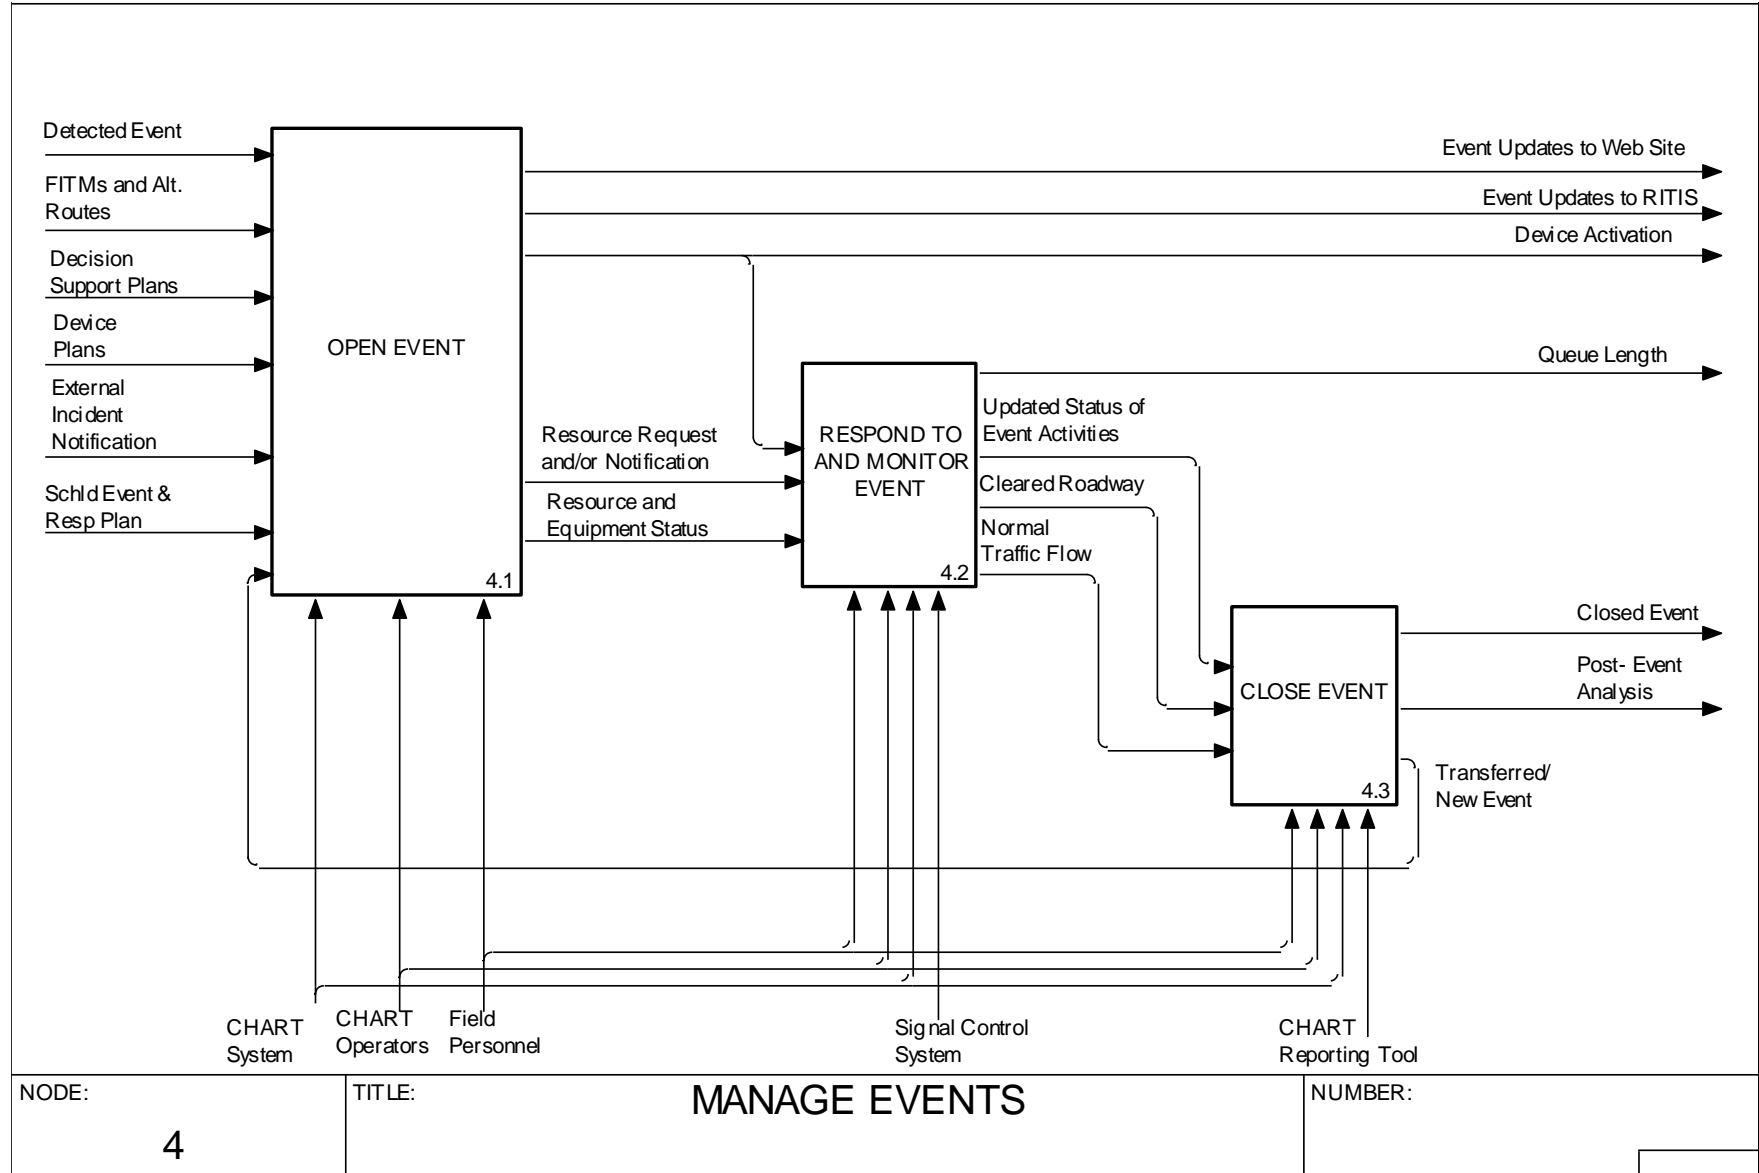 Detected Event
FITMs and Alt.
Routes
Decision
Support Plans
Device
Plans
External
Incident
Notification
Schld Event &
Resp Plan
OPEN EVENT
4.1
Event Updates to Web Site
Event Updates to RITIS
Device Activation
Queue Length
Resource Request
and/or Notification
Resource and
Equipment Status
RESPOND TO
AND MONITOR
EVENT
4.2
Updated Status of
Event Activities
Cleared Roadway
Normal
Traffic Flow
CLOSE EVENT
4.3
Closed Event
Post- Event
Analysis
Transferred/
New Event
CHART
System
CHART
Operators
Field
Personnel
Signal Control
System
CHART
Reporting Tool
NODE:
4
TITLE:
MANAGE EVENTS
NUMBER: